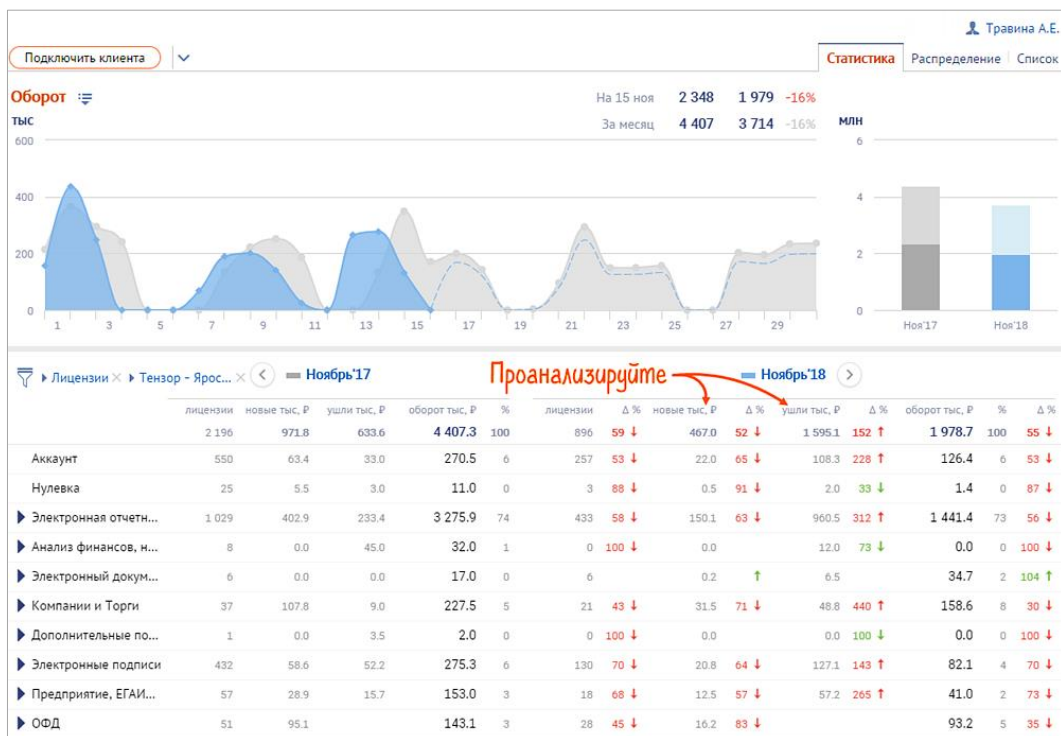 Травина А.Е.
Подключить клиента
Статистика Распределение Список
Оборот
На 15 ноя 2 348 1 979 -16%
За месяц 4 407 3 714 -16%
тыс
600
400
200
0
1 3 5 7 9 11 13 15 17 19 21 23 25 27 29
млн
6
4
2
0
Ноя'17 Ноя'18
Лицензии × Тензор - Ярос... × Ноябрь'17 Проанализируйте Ноябрь'18
лицензии новые тыс, ₽ ушли тыс, ₽ оборот тыс, ₽ % лицензии Δ % новые тыс, ₽ Δ % ушли тыс, ₽ Δ % оборот тыс, ₽ % Δ %
2 196 971.8 633.6 4 407.3 100 896 59 ↓ 467.0 52 ↓ 1 595.1 152 ↑ 1 978.7 100 55 ↓
Аккаунт 550 63.4 33.0 270.5 6 257 53 ↓ 22.0 65 ↓ 108.3 228 ↑ 126.4 6 53 ↓
Нулевка 25 5.5 3.0 11.0 0 3 88 ↓ 0.5 91 ↓ 2.0 33 ↓ 1.4 0 87 ↓
Электронная отчетн... 1 029 402.9 233.4 3 275.9 74 433 58 ↓ 150.1 63 ↓ 960.5 312 ↑ 1 441.4 73 56 ↓
Анализ финансов, н... 8 0.0 45.0 32.0 1 0 100 ↓ 0.0 12.0 73 ↓ 0.0 0 100 ↓
Электронный докум... 6 0.0 0.0 17.0 0 6 0.2 ↑ 6.5 34.7 2 104 ↑
Компании и Торги 37 107.8 9.0 227.5 5 21 43 ↓ 31.5 71 ↓ 48.8 440 ↑ 158.6 8 30 ↓
Дополнительные по... 1 0.0 3.5 2.0 0 0 100 ↓ 0.0 0.0 100 ↓ 0.0 0 100 ↓
Электронные подписи 432 58.6 52.2 275.3 6 130 70 ↓ 20.8 64 ↓ 127.1 143 ↑ 82.1 4 70 ↓
Предприятие, ЕГАИ... 57 28.9 15.7 153.0 3 18 68 ↓ 12.5 57 ↓ 57.2 265 ↑ 41.0 2 73 ↓
ОФД 51 95.1 143.1 3 28 45 ↓ 16.2 83 ↓ 93.2 5 35 ↓